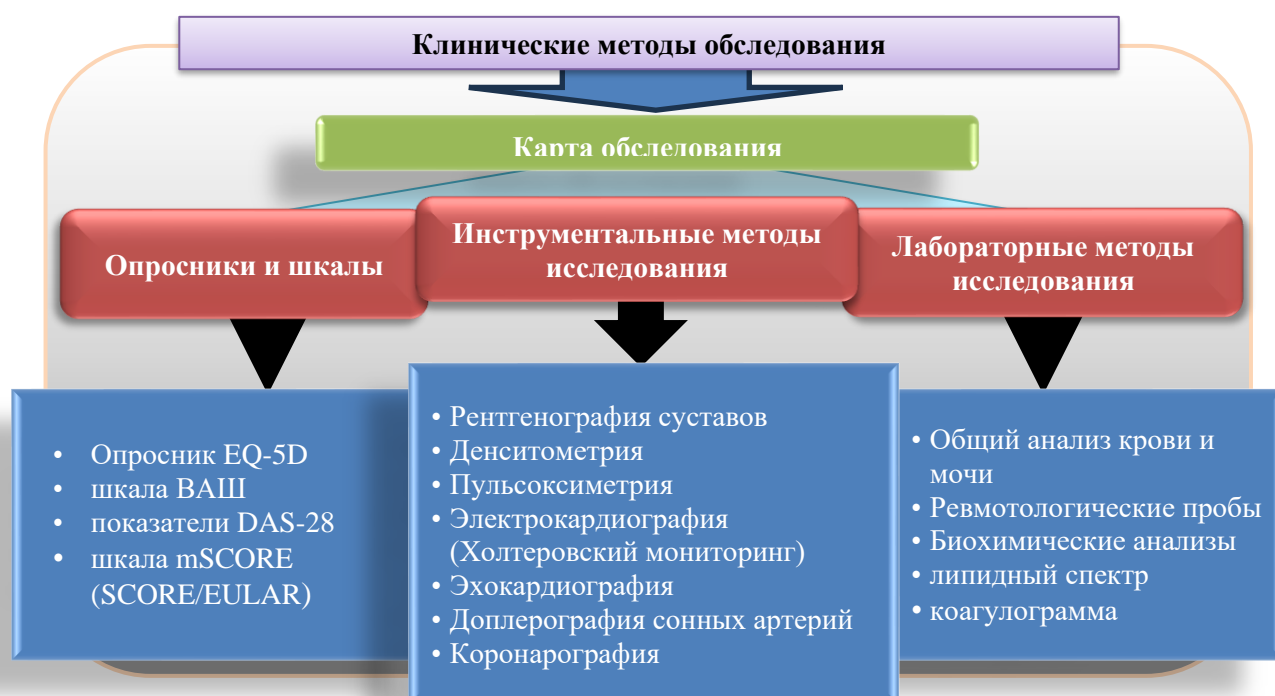 Клинические методы обследования
Карта обследования
Опросники и шкалы
Инструментальные методы
исследования
Лабораторные методы
исследования
• Опросник EQ-5D
• шкала ВАШ
• показатели DAS-28
• шкала mSCORE
(SCORE/EULAR)
• Рентгенография суставов
• Денситометрия
• Пульсоксиметрия
• Электрокардиография
(Холтеровский мониторинг)
• Эхокардиография
• Доплерография сонных артерий
• Коронарография
• Общий анализ крови и
мочи
• Ревмотологические пробы
• Биохимические анализы
• липидный спектр
• коагулограмма